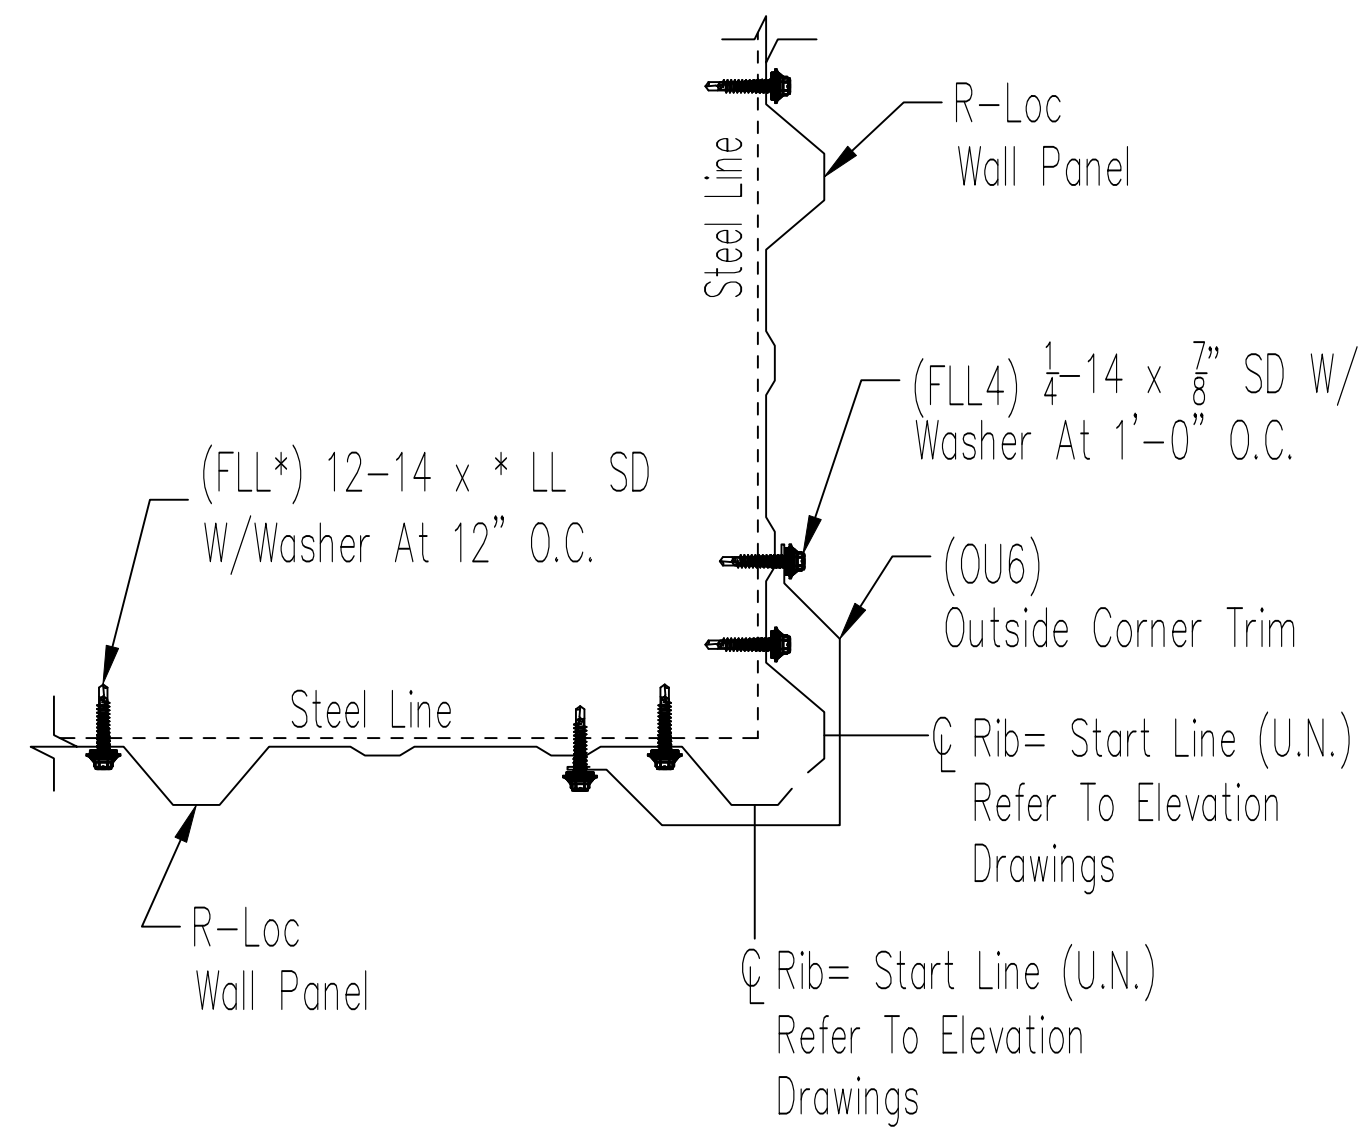 R-Loc
Wall Panel
Steel Line
(FLL4) 1/4-14 x 7/8" SD W/
Washer At 1'-0" O.C.
(FLL*) 12-14 x * LL SD
W/Washer At 12" O.C.
(OU6)
Outside Corner Trim
Steel Line
℄ Rib= Start Line (U.N.)
Refer To Elevation
Drawings
R-Loc
Wall Panel
℄ Rib= Start Line (U.N.)
Refer To Elevation
Drawings